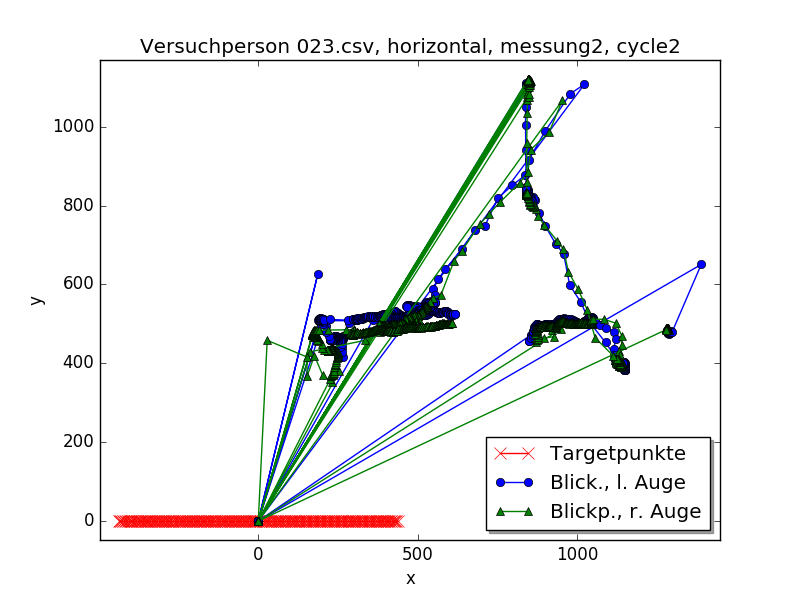 Versuchperson 023.csv, horizontal, messung2, cycle2
y
1000
800
600
400
200
0
0
500
1000
x
Targetpunkte
Blick., l. Auge
Blickp., r. Auge